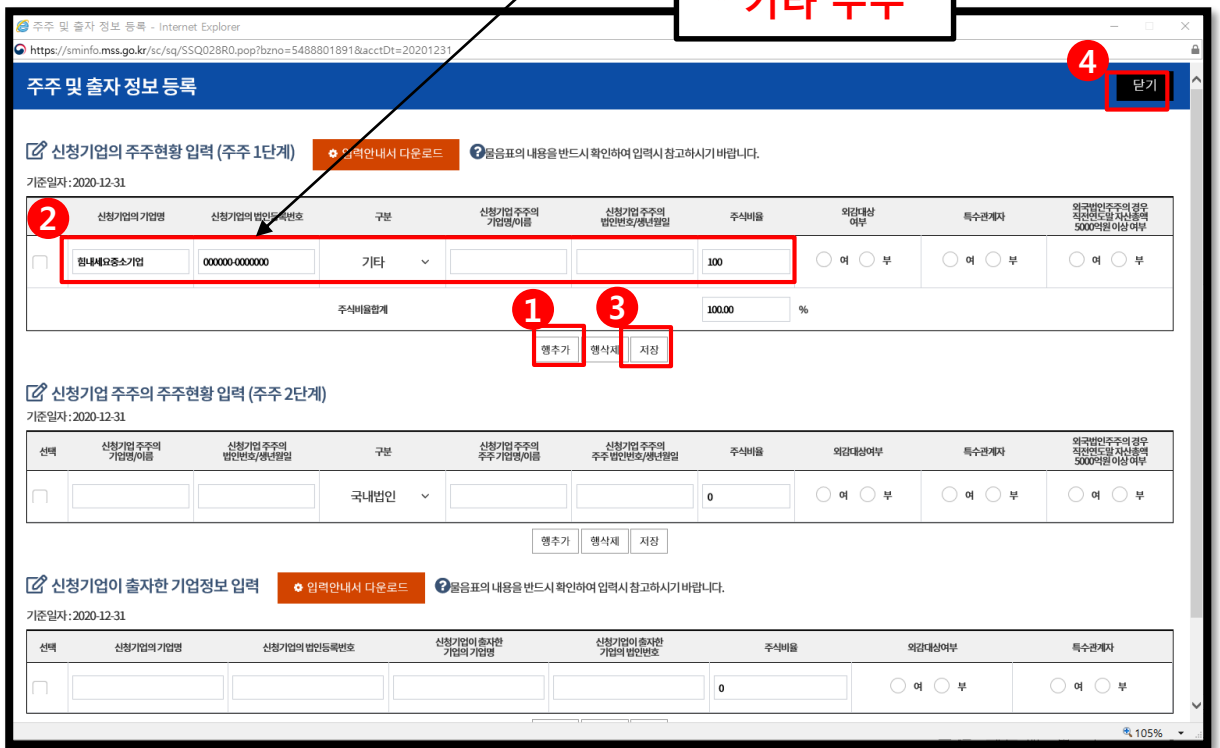 기타 주주
주주 및 출자 정보 등록 - Internet Explorer
https://sminfo.mss.go.kr/sc/sq/SSQ028R0.pop?bzno=5488801891&acctDt=20201231
4
주주 및 출자 정보 등록
닫기
신청기업의 주주현황 입력 (주주 1단계)
입력안내서 다운로드
물음표의 내용을 반드시 확인하여 입력시 참고하시기 바랍니다.
기준일자 : 2020-12-31
2
신청기업의 기업명
신청기업의 법인등록번호
구분
신청기업 주주의
기업명/이름
신청기업 주주의
법인번호/생년월일
주식비율
외감대상
여부
특수관계자
외국법인주주의 경우
직전연도말 자산총액
5000억원 이상 여부
힘내세요중소기업
000000-0000000
기타
100
여 부
여 부
여 부
주식비율합계
100.00 %
1
3
행추가
행삭제
저장
신청기업 주주의 주주현황 입력 (주주 2단계)
기준일자 : 2020-12-31
선택
신청기업 주주의
기업명/이름
신청기업 주주의
법인번호/생년월일
구분
신청기업 주주의
주주 기업명/이름
신청기업 주주의
주주 법인번호/생년월일
주식비율
외감대상여부
특수관계자
외국법인주주의 경우
직전연도말 자산총액
5000억원 이상 여부
국내법인
0
여 부
여 부
여 부
행추가
행삭제
저장
신청기업이 출자한 기업정보 입력
입력안내서 다운로드
물음표의 내용을 반드시 확인하여 입력시 참고하시기 바랍니다.
기준일자 : 2020-12-31
선택
신청기업의 기업명
신청기업의 법인등록번호
신청기업이 출자한
기업의 기업명
신청기업이 출자한
기업의 법인번호
주식비율
외감대상여부
특수관계자
0
여 부
여 부
105%